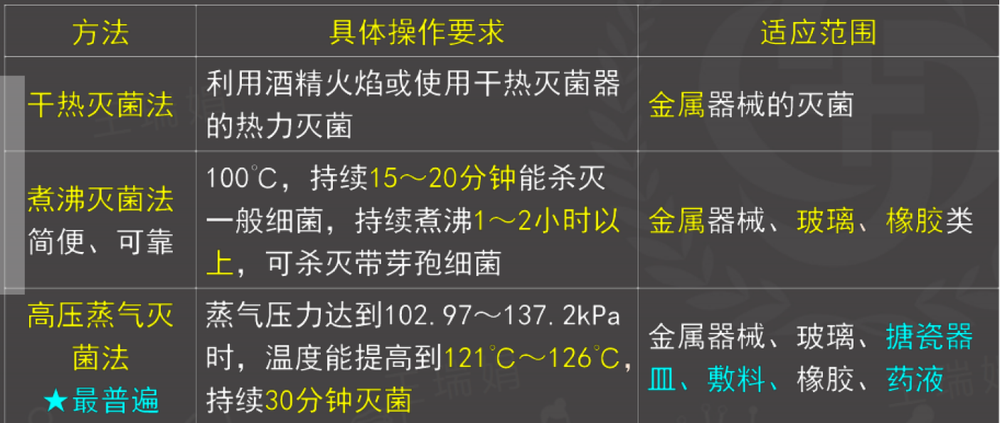 方法
具体操作要求
适应范围
干热灭菌法
利用酒精火焰或使用干热灭菌器
的热力灭菌
金属器械的灭菌
煮沸灭菌法
简便、可靠
100℃，持续15～20分钟能杀灭
一般细菌，持续煮沸1～2小时以
上，可杀灭带芽孢细菌
金属器械、玻璃、橡胶类
高压蒸气灭
菌法
★最普遍
蒸气压力达到102.97～137.2kPa
时，温度能提高到121℃～126℃，
持续30分钟灭菌
金属器械、玻璃、搪瓷器
皿、敷料、橡胶、药液